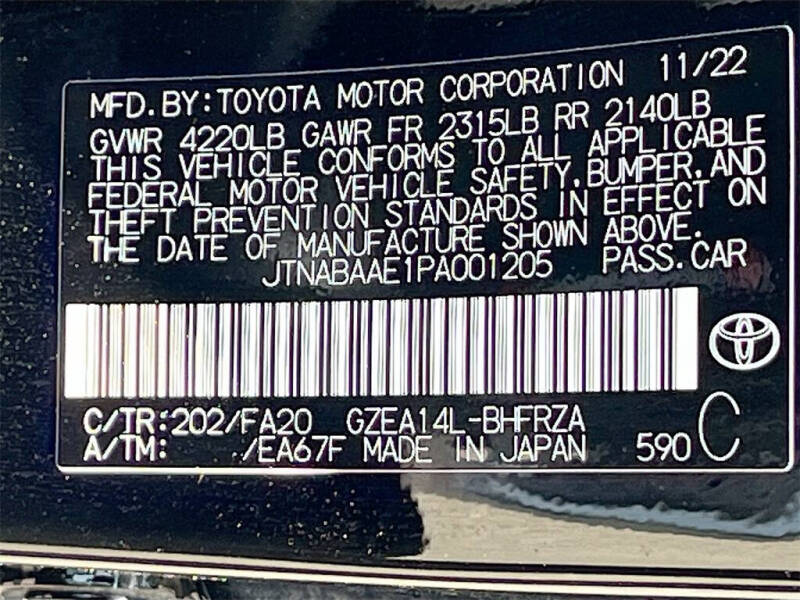 MFD.BY:TOYOTA MOTOR CORPORATION 11/22
GVWR 4220LB GAWR FR 2315LB RR 2140LB
THIS VEHICLE CONFORMS TO ALL APPLICABLE
FEDERAL MOTOR VEHICLE SAFETY,BUMPER,AND
THEFT PREVENTION STANDARDS IN EFFECT ON
THE DATE OF MANUFACTURE SHOWN ABOVE.
JTNABAAE1PA001205 PASS.CAR
C/TR:202/FA20 GZEA14L-BHFRZA
A/TM: /EA67F MADE IN JAPAN 590 C